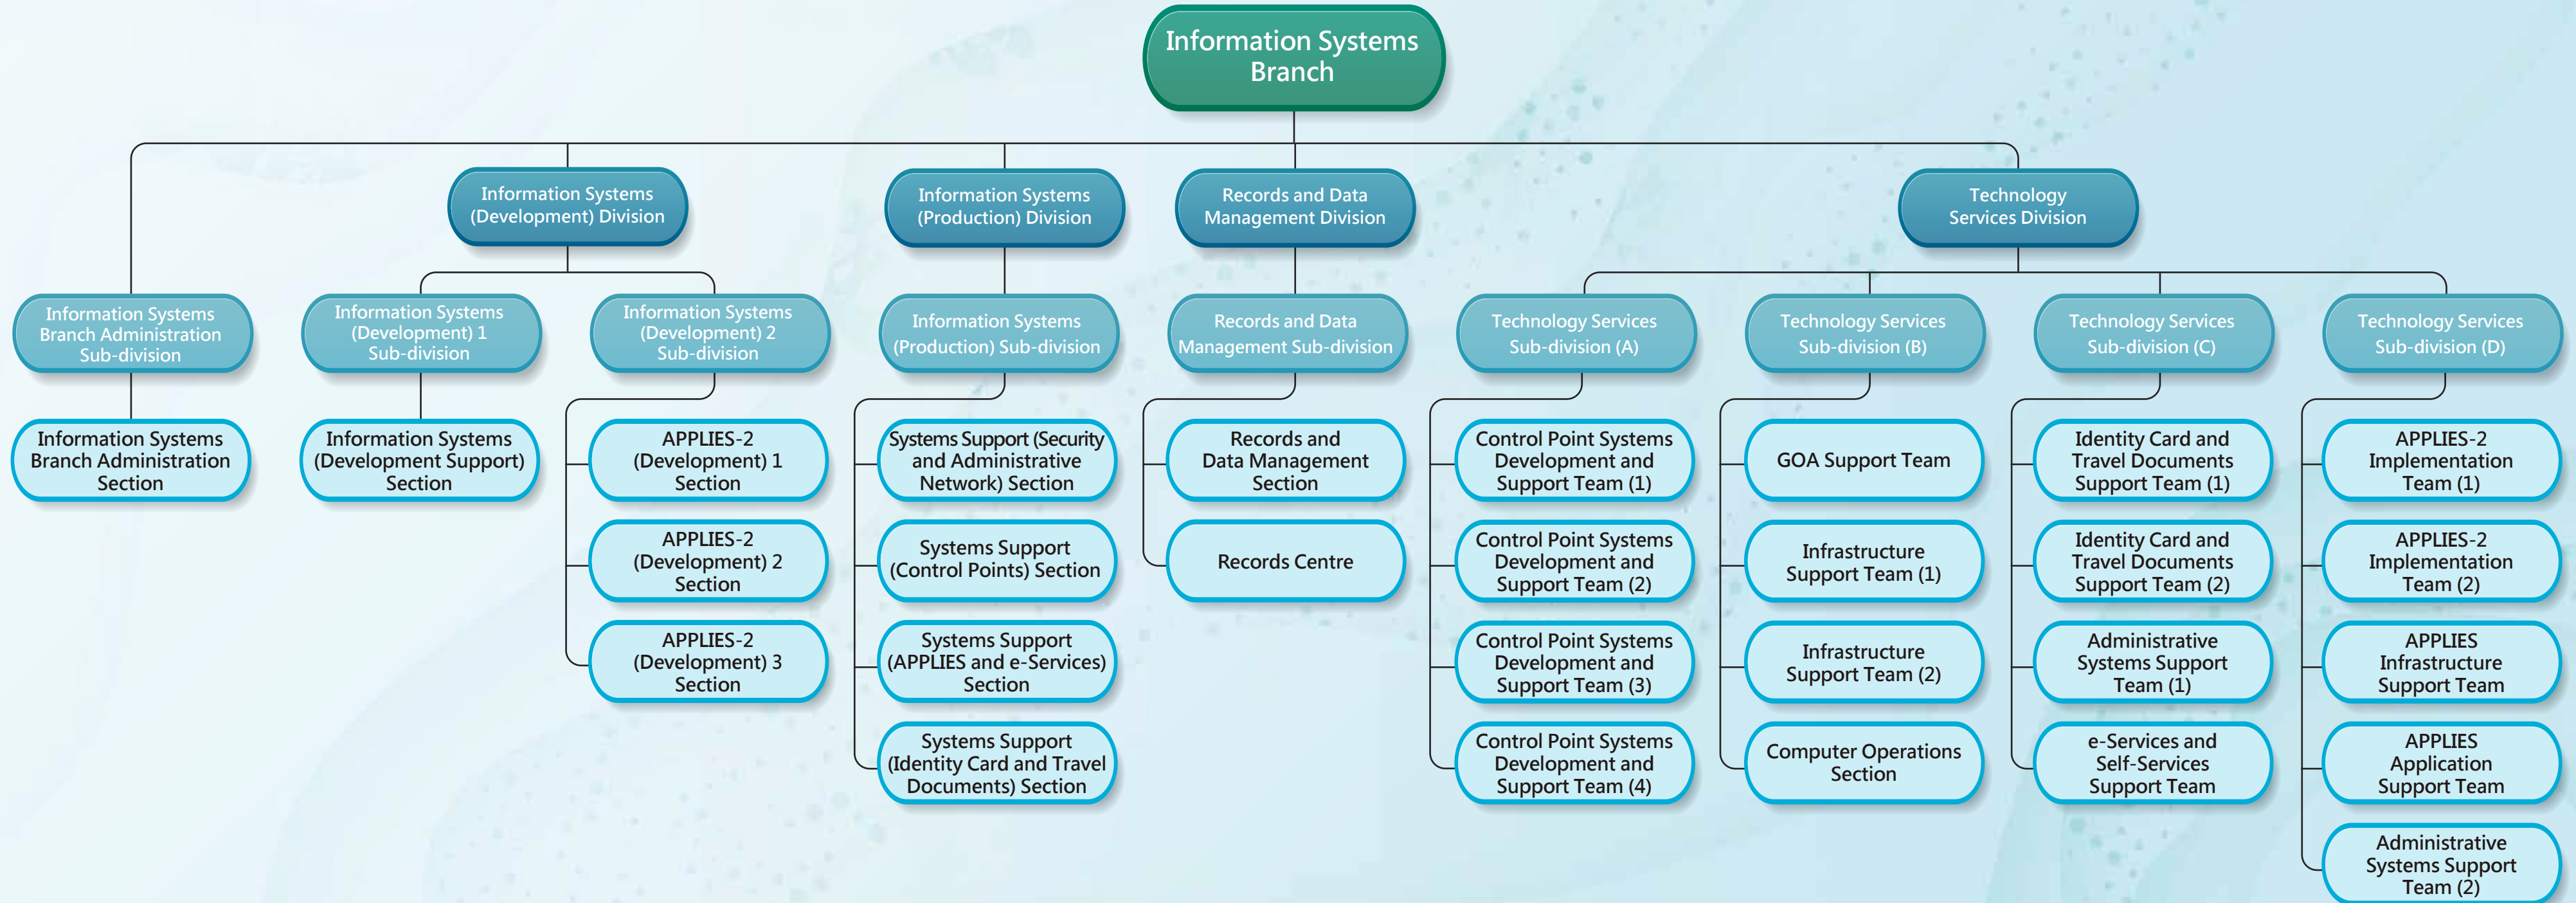 Information Systems
Branch
Information Systems
(Development) Division
Information Systems
(Production) Division
Records and Data
Management Division
Technology
Services Division
Information Systems
Branch Administration
Sub-division
Information Systems
(Development) 1
Sub-division
Information Systems
(Development) 2
Sub-division
Information Systems
(Production) Sub-division
Records and Data
Management Sub-division
Technology Services
Sub-division (A)
Technology Services
Sub-division (B)
Technology Services
Sub-division (C)
Technology Services
Sub-division (D)
Information Systems
Branch Administration
Section
Information Systems
(Development Support)
Section
APPLIES-2
(Development) 1
Section
APPLIES-2
(Development) 2
Section
APPLIES-2
(Development) 3
Section
Systems Support (Security
and Administrative
Network) Section
Systems Support
(Control Points) Section
Systems Support
(APPLIES and e-Services)
Section
Systems Support
(Identity Card and Travel
Documents) Section
Records and
Data Management
Section
Records Centre
Control Point Systems
Development and
Support Team (1)
Control Point Systems
Development and
Support Team (2)
Control Point Systems
Development and
Support Team (3)
Control Point Systems
Development and
Support Team (4)
GOA Support Team
Infrastructure
Support Team (1)
Infrastructure
Support Team (2)
Computer Operations
Section
Identity Card and
Travel Documents
Support Team (1)
Identity Card and
Travel Documents
Support Team (2)
Administrative
Systems Support
Team (1)
e-Services and
Self-Services
Support Team
APPLIES-2
Implementation
Team (1)
APPLIES-2
Implementation
Team (2)
APPLIES
Infrastructure
Support Team
APPLIES
Application
Support Team
Administrative
Systems Support
Team (2)